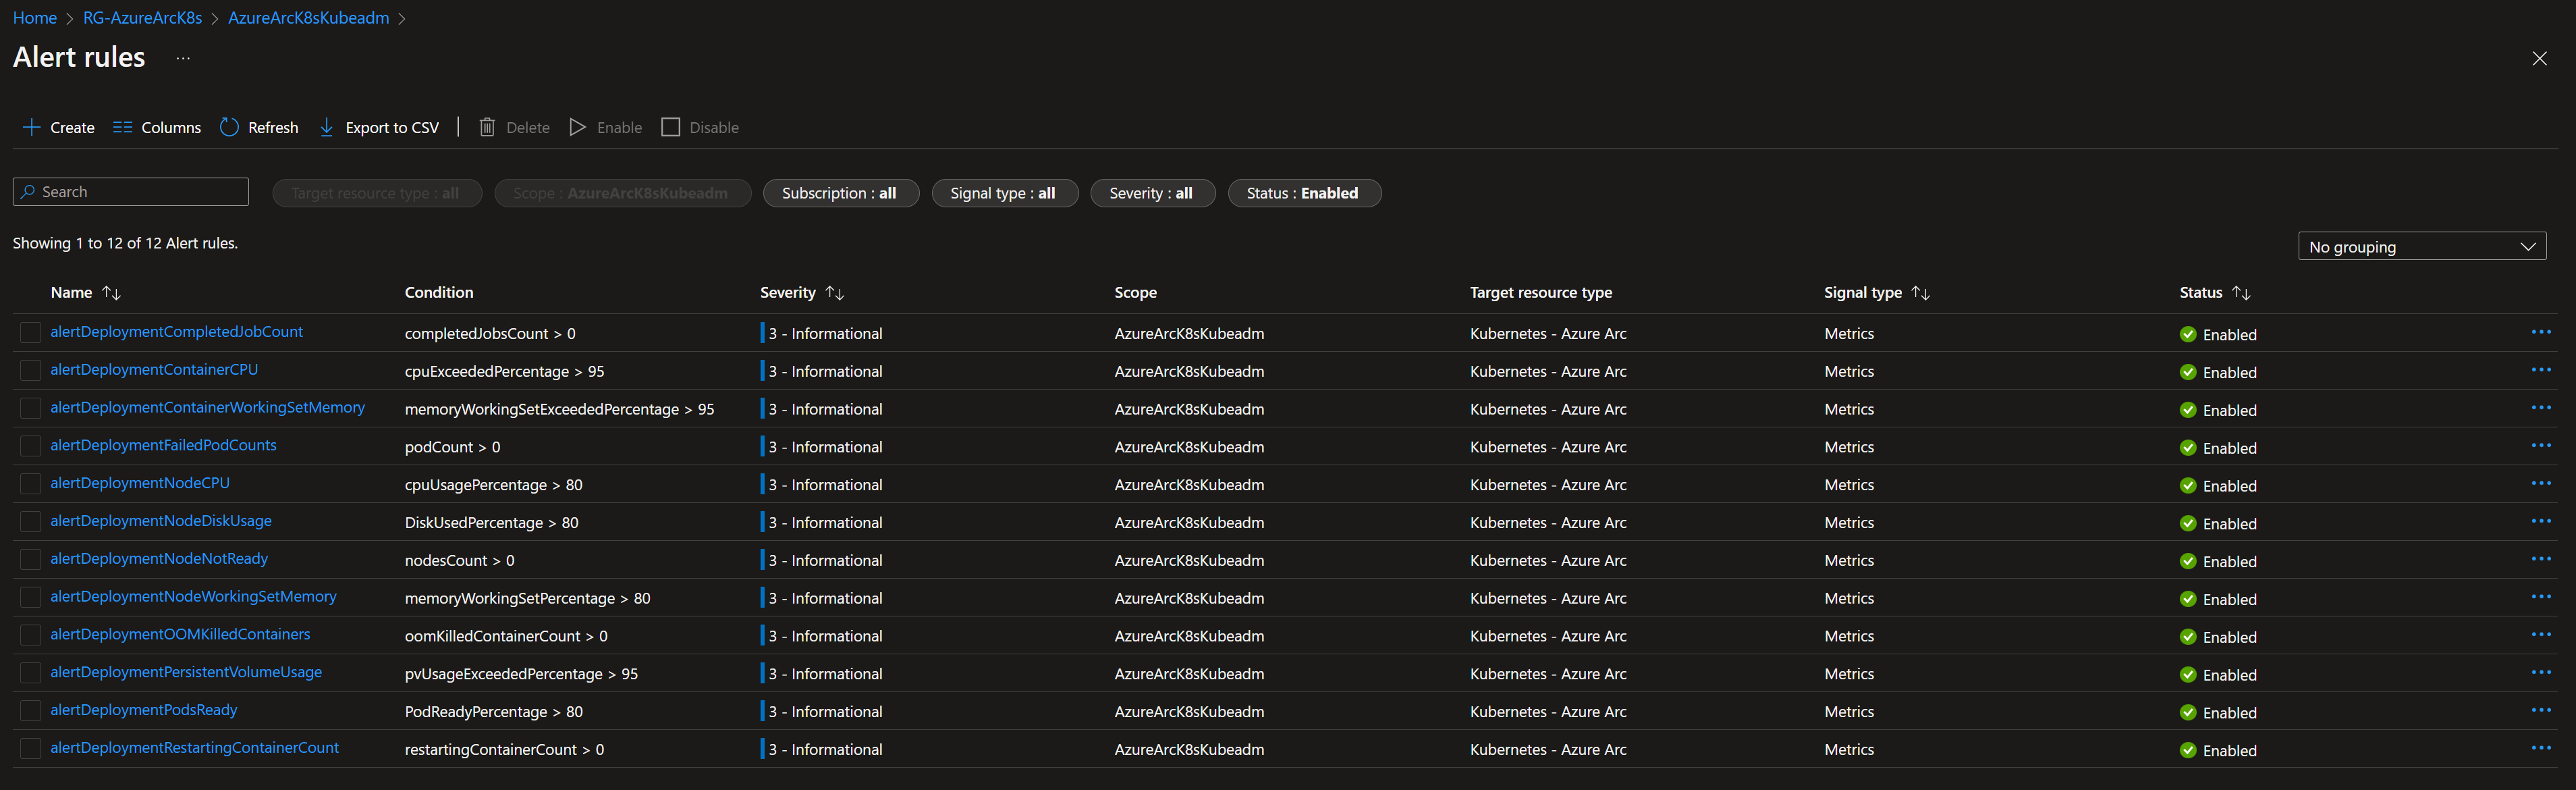 Home > RG-AzureArcK8s > AzureArcK8sKubeadm >
Alert rules ...
Create Columns Refresh Export to CSV | Delete Enable Disable
Search Target resource type : all Scope : AzureArcK8sKubeadm Subscription : all Signal type : all Severity : all Status : Enabled
Showing 1 to 12 of 12 Alert rules.
No grouping
Name ↑↓ Condition Severity ↑↓ Scope Target resource type Signal type ↑↓ Status ↑↓
alertDeploymentCompletedJobCount completedJobsCount > 0 3 - Informational AzureArcK8sKubeadm Kubernetes - Azure Arc Metrics Enabled
alertDeploymentContainerCPU cpuExceededPercentage > 95 3 - Informational AzureArcK8sKubeadm Kubernetes - Azure Arc Metrics Enabled
alertDeploymentContainerWorkingSetMemory memoryWorkingSetExceededPercentage > 95 3 - Informational AzureArcK8sKubeadm Kubernetes - Azure Arc Metrics Enabled
alertDeploymentFailedPodCounts podCount > 0 3 - Informational AzureArcK8sKubeadm Kubernetes - Azure Arc Metrics Enabled
alertDeploymentNodeCPU cpuUsagePercentage > 80 3 - Informational AzureArcK8sKubeadm Kubernetes - Azure Arc Metrics Enabled
alertDeploymentNodeDiskUsage DiskUsedPercentage > 80 3 - Informational AzureArcK8sKubeadm Kubernetes - Azure Arc Metrics Enabled
alertDeploymentNodeNotReady nodesCount > 0 3 - Informational AzureArcK8sKubeadm Kubernetes - Azure Arc Metrics Enabled
alertDeploymentNodeWorkingSetMemory memoryWorkingSetPercentage > 80 3 - Informational AzureArcK8sKubeadm Kubernetes - Azure Arc Metrics Enabled
alertDeploymentOOMKilledContainers oomKilledContainerCount > 0 3 - Informational AzureArcK8sKubeadm Kubernetes - Azure Arc Metrics Enabled
alertDeploymentPersistentVolumeUsage pvUsageExceededPercentage > 95 3 - Informational AzureArcK8sKubeadm Kubernetes - Azure Arc Metrics Enabled
alertDeploymentPodsReady PodReadyPercentage > 80 3 - Informational AzureArcK8sKubeadm Kubernetes - Azure Arc Metrics Enabled
alertDeploymentRestartingContainerCount restartingContainerCount > 0 3 - Informational AzureArcK8sKubeadm Kubernetes - Azure Arc Metrics Enabled